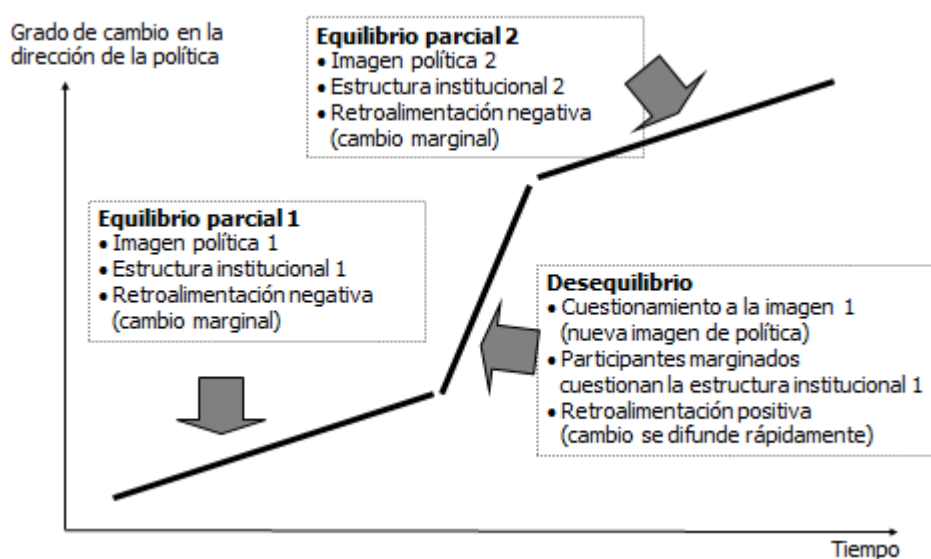 Grado de cambio en la
dirección de la política
Equilibrio parcial 2
• Imagen política 2
• Estructura institucional 2
• Retroalimentación negativa
(cambio marginal)
Equilibrio parcial 1
• Imagen política 1
• Estructura institucional 1
• Retroalimentación negativa
(cambio marginal)
Desequilibrio
• Cuestionamiento a la imagen 1
(nueva imagen de política)
• Participantes marginados
cuestionan la estructura institucional 1
• Retroalimentación positiva
(cambio se difunde rápidamente)
Tiempo